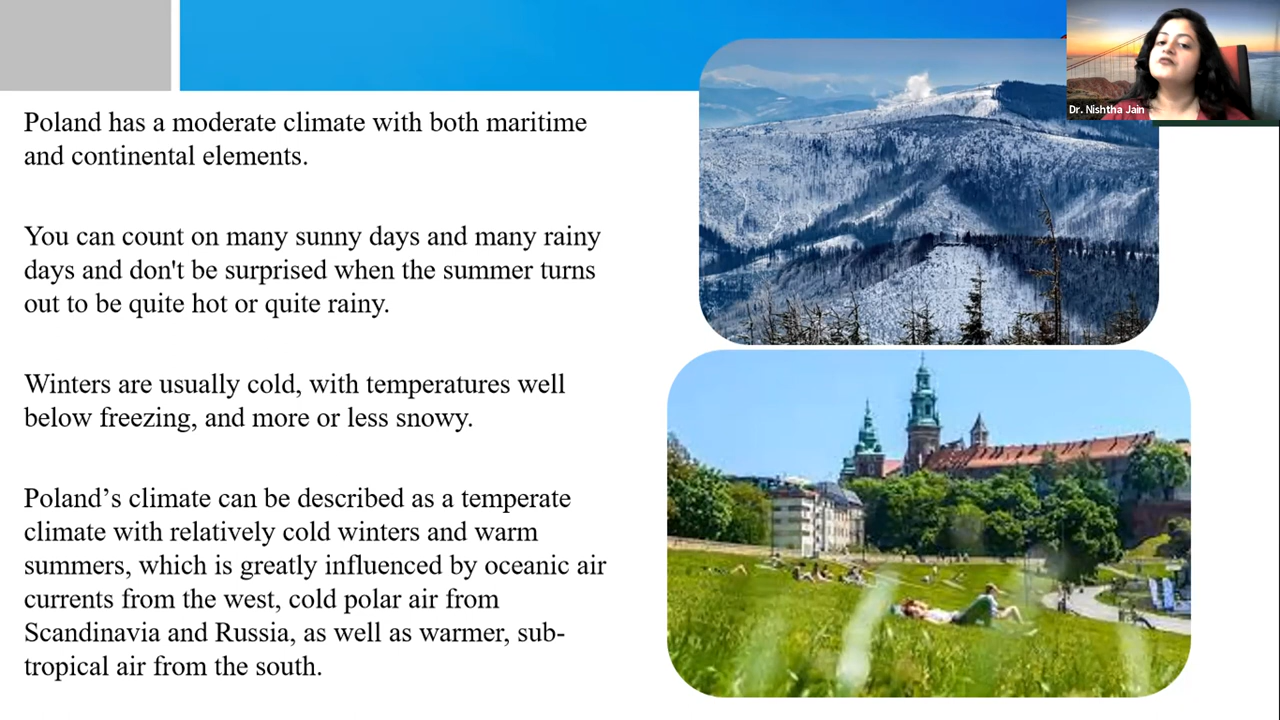 Poland has a moderate climate with both maritime
and continental elements.
You can count on many sunny days and many rainy
days and don't be surprised when the summer turns
out to be quite hot or quite rainy.
Winters are usually cold, with temperatures well
below freezing, and more or less snowy.
Poland’s climate can be described as a temperate
climate with relatively cold winters and warm
summers, which is greatly influenced by oceanic air
currents from the west, cold polar air from
Scandinavia and Russia, as well as warmer, sub-
tropical air from the south.
Dr. Nishtha Jain